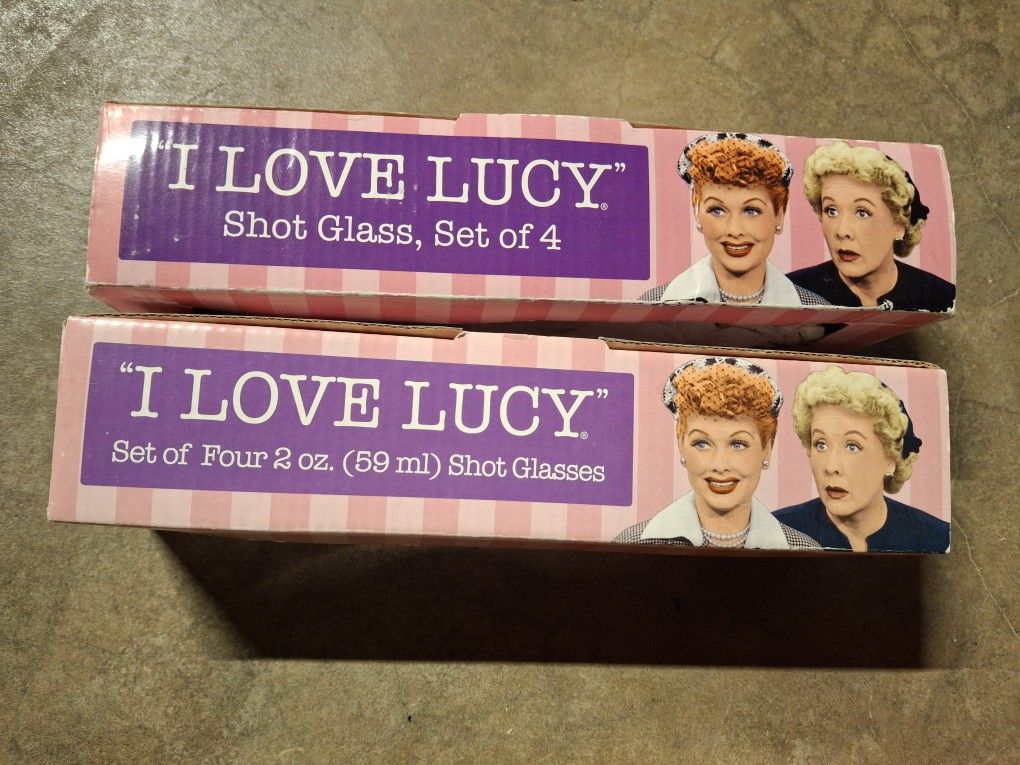 "I LOVE LUCY"®
Shot Glass, Set of 4
"I LOVE LUCY"®
Set of Four 2 oz. (59 ml) Shot Glasses